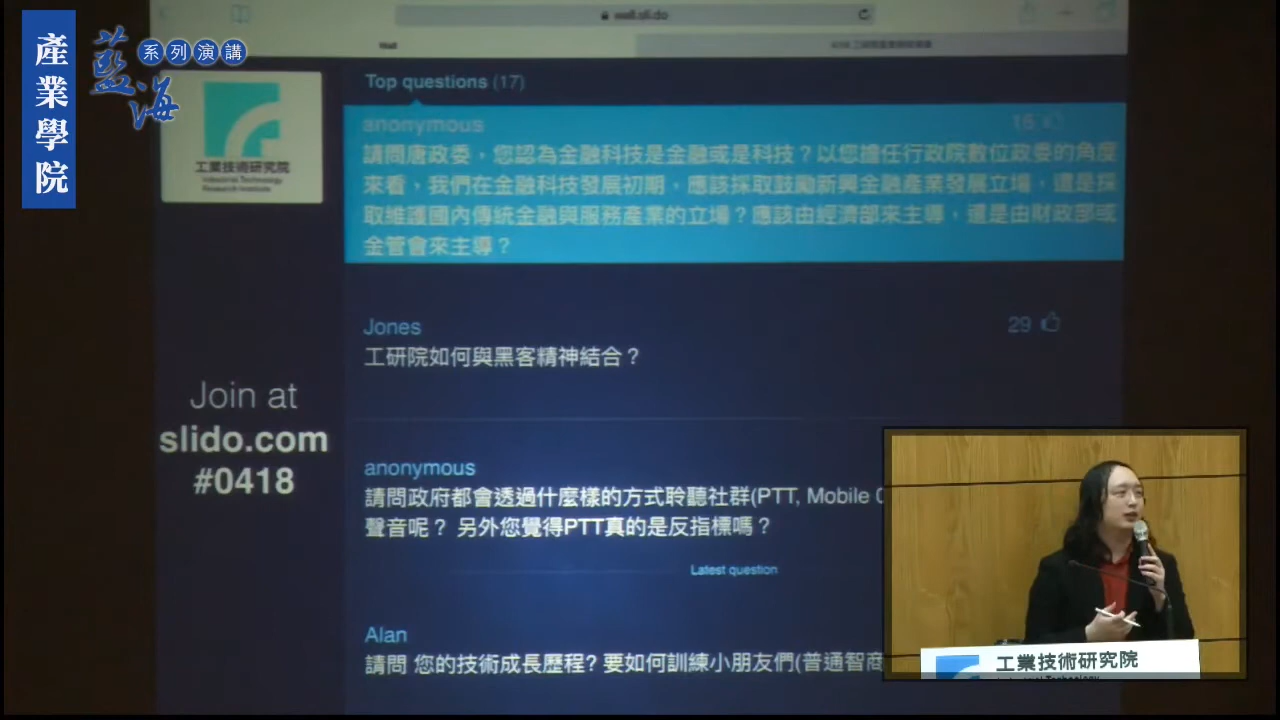 產業學院
藍海
系列演講
wall.sli.do
Wall
工業技術研究院
Industrial Technology
Research Institute
Join at
slido.com
#0418
Top questions (17)
anonymous
15
請問唐政委，您認為金融科技是金融或是科技？以您擔任行政院數位政委的角度
來看，我們在金融科技發展初期，應該採取鼓勵新興金融產業發展立場，還是採
取維護國內傳統金融與服務產業的立場？應該由經濟部來主導，還是由財政部或
金管會來主導？
Jones
29
工研院如何與黑客精神結合？
anonymous
請問政府都會透過什麼樣的方式聆聽社群(PTT, Mobile
聲音呢？ 另外您覺得PTT真的是反指標嗎？
Latest question
Alan
請問 您的技術成長歷程? 要如何訓練小朋友們(普通智商
工業技術研究院